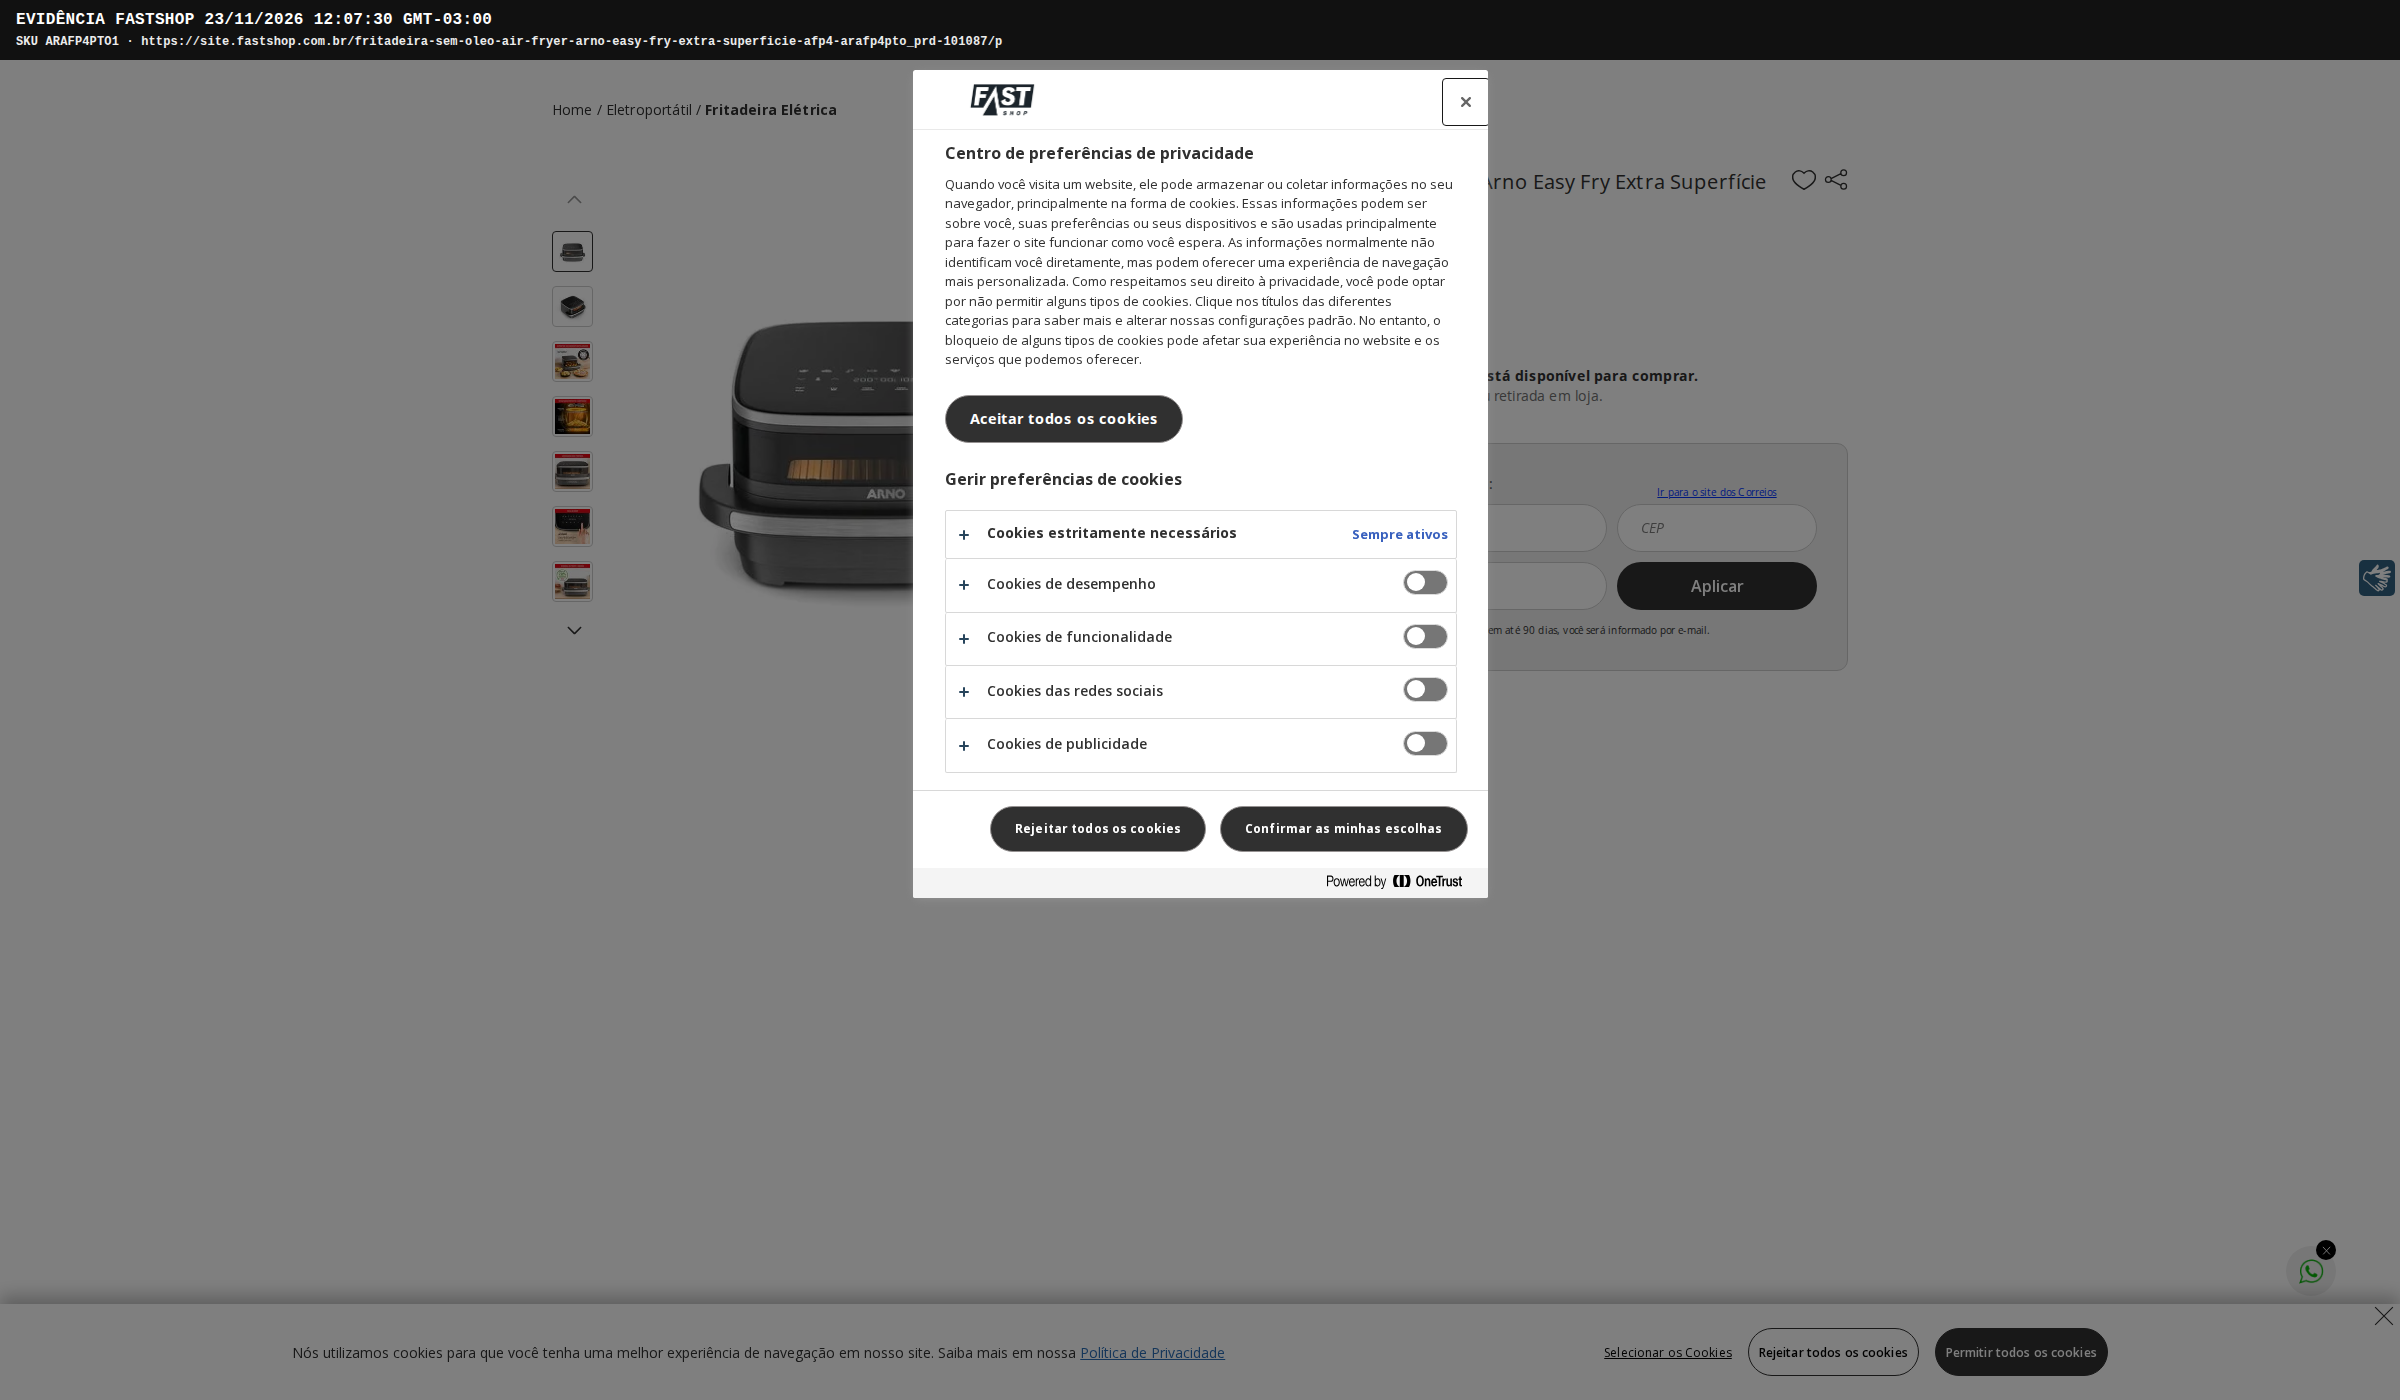 EVIDÊNCIA FASTSHOP 23/11/2026 12:07:30 GMT-03:00
SKU ARAFP4PTO1 · https://site.fastshop.com.br/fritadeira-sem-oleo-air-fryer-arno-easy-fry-extra-superficie-afp4-arafp4pto_prd-101087/p
Home / Eletroportátil / Fritadeira Elétrica
FAST SHOP
Centro de preferências de privacidade
Quando você visita um website, ele pode armazenar ou coletar informações no seu
navegador, principalmente na forma de cookies. Essas informações podem ser
sobre você, suas preferências ou seus dispositivos e são usadas principalmente
para fazer o site funcionar como você espera. As informações normalmente não
identificam você diretamente, mas podem oferecer uma experiência de navegação
mais personalizada. Como respeitamos seu direito à privacidade, você pode optar
por não permitir alguns tipos de cookies. Clique nos títulos das diferentes
categorias para saber mais e alterar nossas configurações padrão. No entanto, o
bloqueio de alguns tipos de cookies pode afetar sua experiência no website e os
serviços que podemos oferecer.
Aceitar todos os cookies
Gerir preferências de cookies
Cookies estritamente necessários Sempre ativos
Cookies de desempenho
Cookies de funcionalidade
Cookies das redes sociais
Cookies de publicidade
Rejeitar todos os cookies Confirmar as minhas escolhas
Powered by OneTrust
ARNO
Arno Easy Fry Extra Superfície
stá disponível para comprar.
retirada em loja.
Ir para o site dos Correios
CEP
Aplicar
em até 90 dias, você será informado por e-mail.
Nós utilizamos cookies para que você tenha uma melhor experiência de navegação em nosso site. Saiba mais em nossa Política de Privacidade
Selecionar os Cookies Rejeitar todos os cookies Permitir todos os cookies